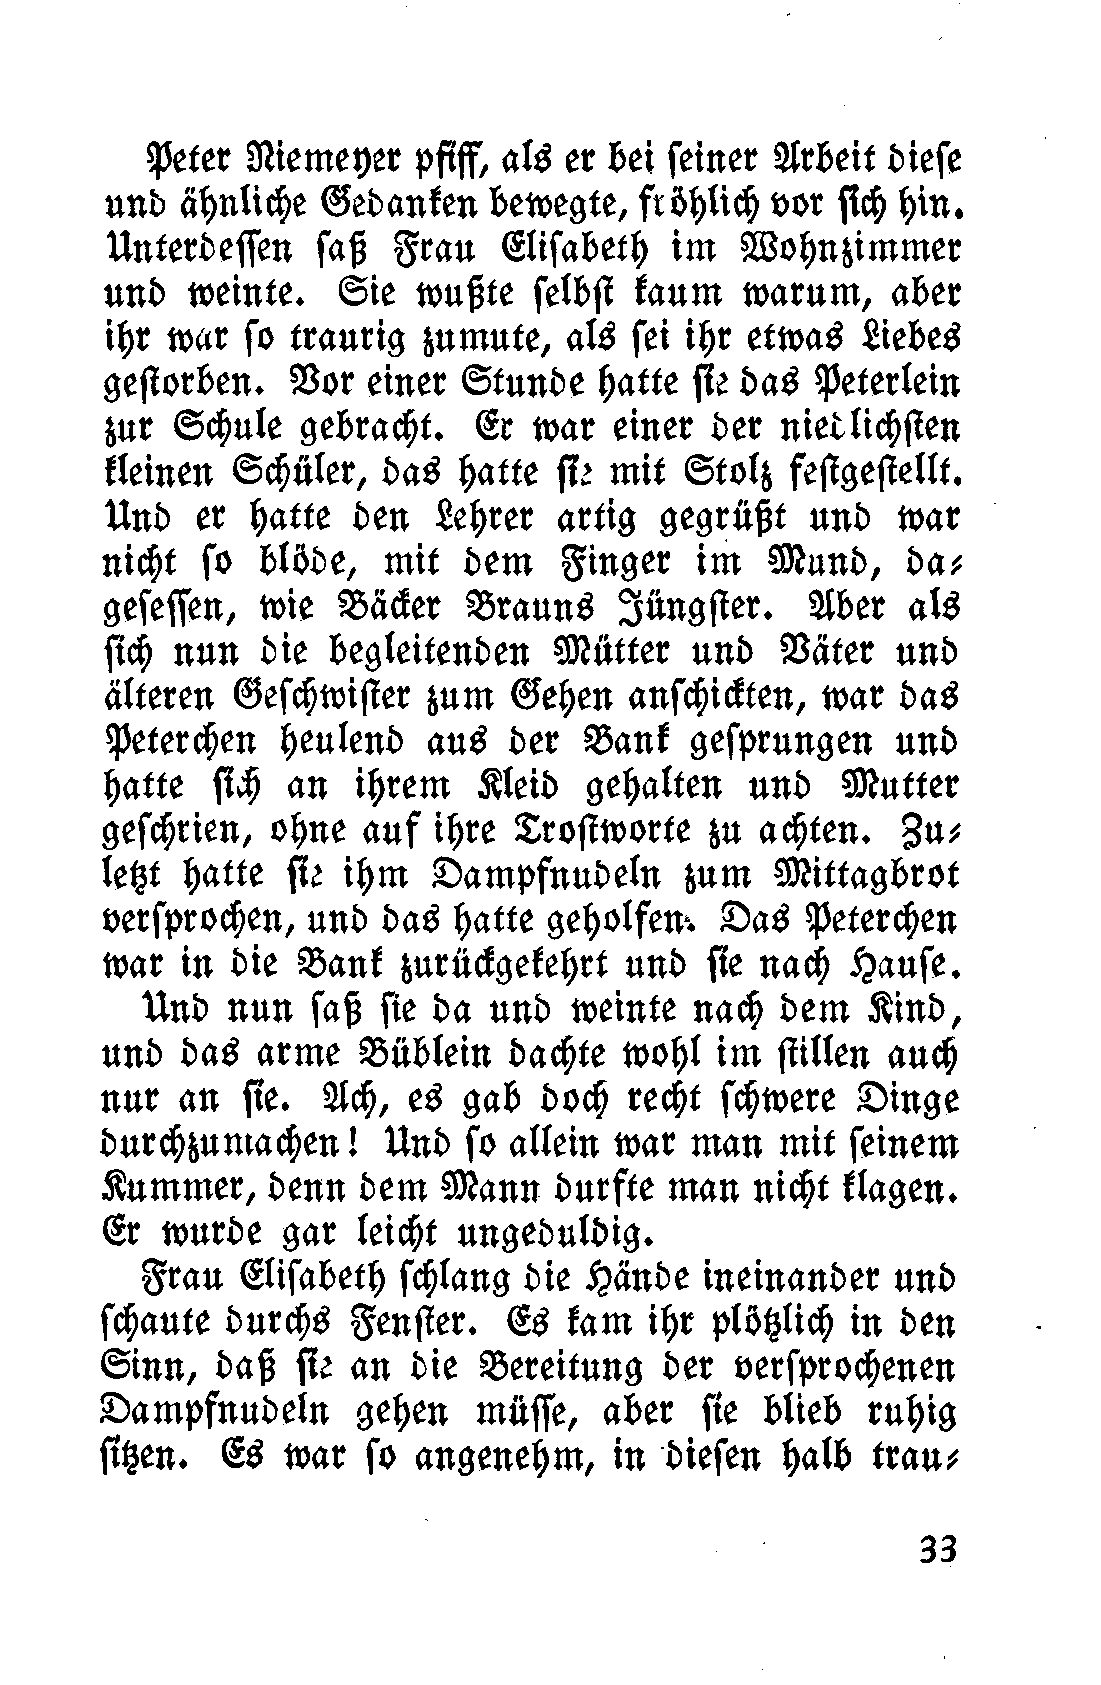 Peter Niemeyer pfiff, als er bei seiner Arbeit diese
und ähnliche Gedanken bewegte, fröhlich vor sich hin.
Unterdessen saß Frau Elisabeth im Wohnzimmer
und weinte. Sie wußte selbst kaum warum, aber
ihr war so traurig zumute, als sei ihr etwas Liebes
gestorben. Vor einer Stunde hatte sie das Peterlein
zur Schule gebracht. Er war einer der niedlichsten
kleinen Schüler, das hatte sie mit Stolz festgestellt.
Und er hatte den Lehrer artig gegrüßt und war
nicht so blöde, mit dem Finger im Mund, da-
gesessen, wie Bäcker Brauns Jüngster. Aber als
sich nun die begleitenden Mütter und Väter und
älteren Geschwister zum Gehen anschickten, war das
Peterchen heulend aus der Bank gesprungen und
hatte sich an ihrem Kleid gehalten und Mutter
geschrien, ohne auf ihre Trostworte zu achten. Zu-
letzt hatte sie ihm Dampfnudeln zum Mittagbrot
versprochen, und das hatte geholfen. Das Peterchen
war in die Bank zurückgekehrt und sie nach Hause.
Und nun saß sie da und weinte nach dem Kind,
und das arme Büblein dachte wohl im stillen auch
nur an sie. Ach, es gab doch recht schwere Dinge
durchzumachen! Und so allein war man mit seinem
Kummer, denn dem Mann durfte man nicht klagen.
Er wurde gar leicht ungeduldig.
Frau Elisabeth schlang die Hände ineinander und
schaute durchs Fenster. Es kam ihr plötzlich in den
Sinn, daß sie an die Bereitung der versprochenen
Dampfnudeln gehen müsse, aber sie blieb ruhig
sitzen. Es war so angenehm, in diesen halb trau-
33